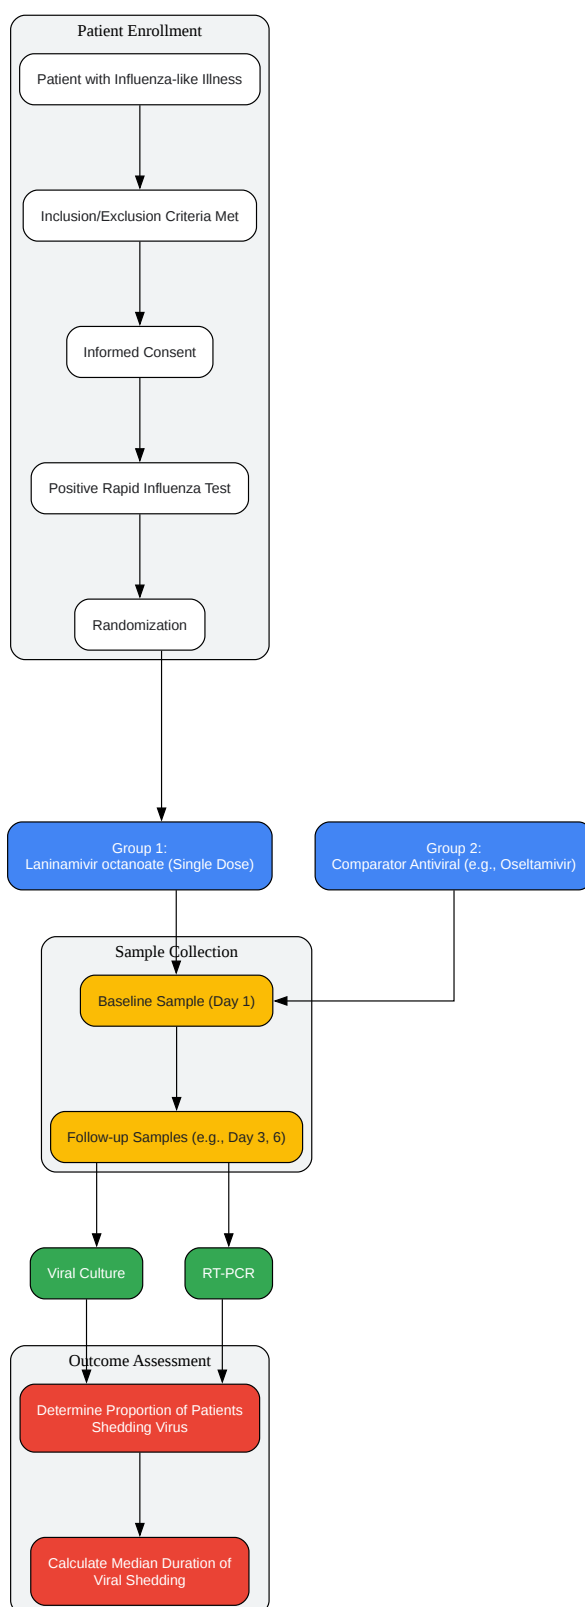 Patient Enrollment
Patient with Influenza-like Illness
Inclusion/Exclusion Criteria Met
Informed Consent
Positive Rapid Influenza Test
Randomization
Group 1:
Laninamivir octanoate (Single Dose)
Group 2:
Comparator Antiviral (e.g., Oseltamivir)
Sample Collection
Baseline Sample (Day 1)
Follow-up Samples (e.g., Day 3, 6)
Viral Culture
RT-PCR
Outcome Assessment
Determine Proportion of Patients
Shedding Virus
Calculate Median Duration of
Viral Shedding